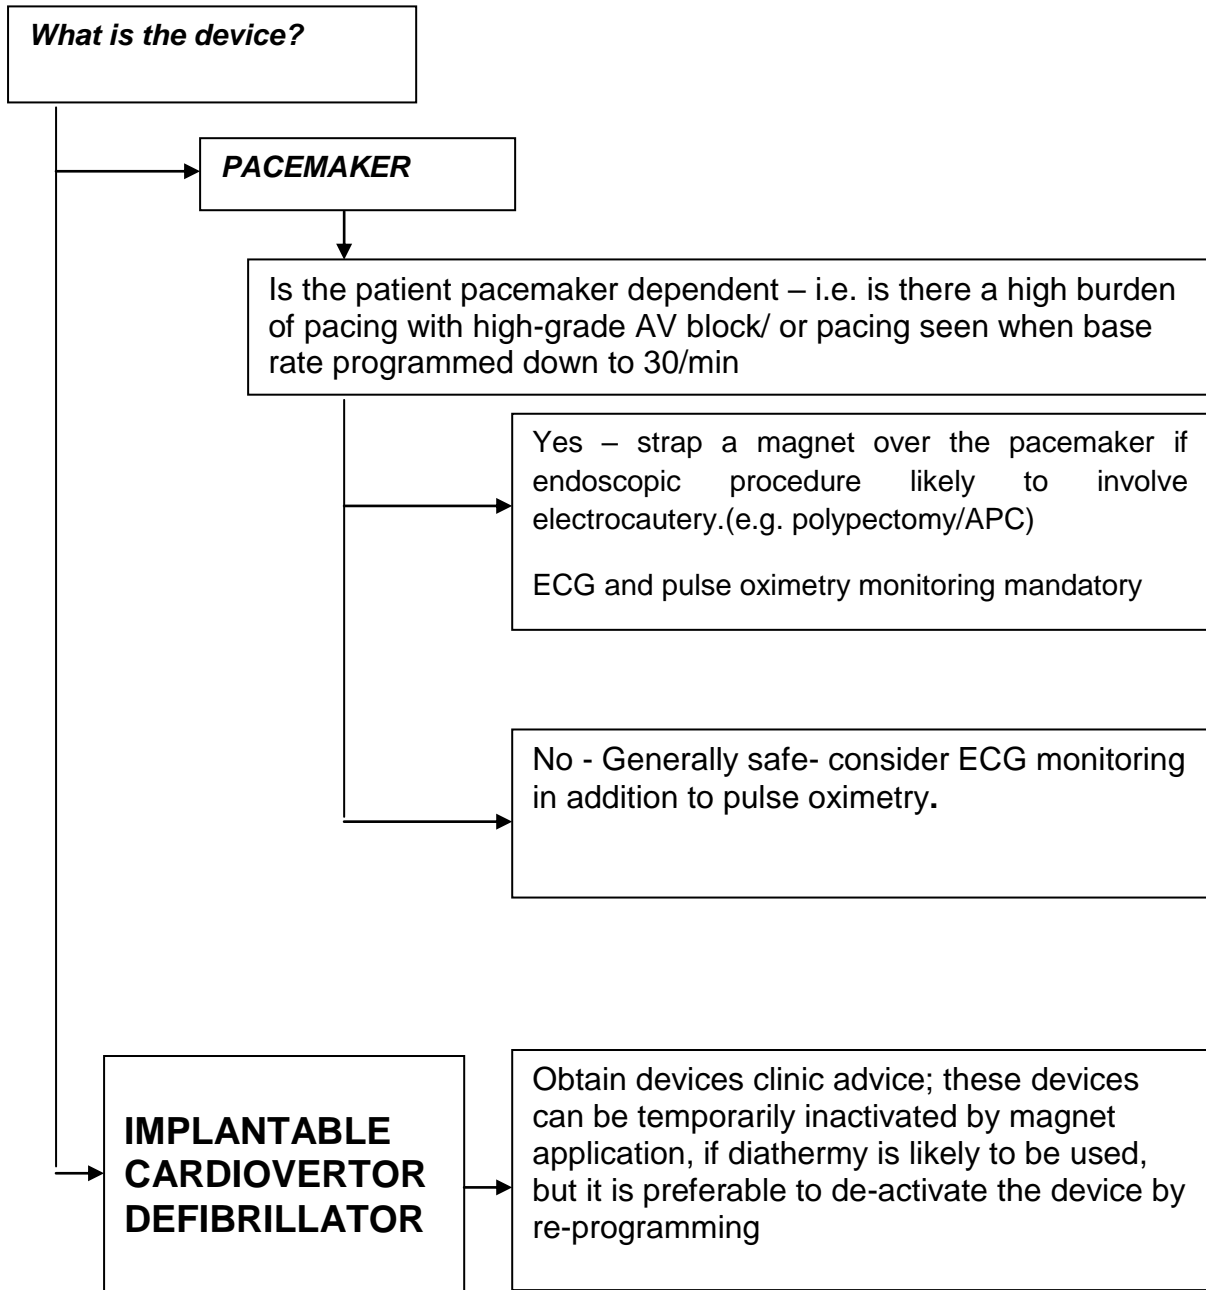 What is the device?
PACEMAKER
Is the patient pacemaker dependent – i.e. is there a high burden
of pacing with high-grade AV block/ or pacing seen when base
rate programmed down to 30/min
Yes – strap a magnet over the pacemaker if
endoscopic procedure likely to involve
electrocautery.(e.g. polypectomy/APC)
ECG and pulse oximetry monitoring mandatory
No - Generally safe- consider ECG monitoring
in addition to pulse oximetry.
IMPLANTABLE
CARDIOVERTOR
DEFIBRILLATOR
Obtain devices clinic advice; these devices
can be temporarily inactivated by magnet
application, if diathermy is likely to be used,
but it is preferable to de-activate the device by
re-programming